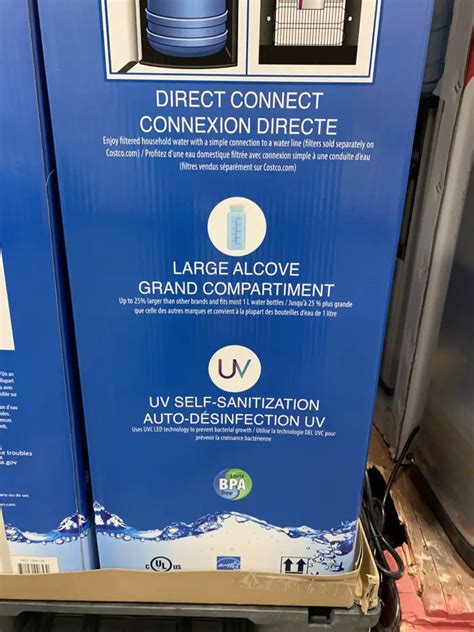 DIRECT CONNECT
CONNEXION DIRECTE
Enjoy filtered household water with a simple connection to a water line (filters sold separately on
Costco.com) / Profitez d'une eau domestique filtrée avec connexion simple à une conduite d'eau
(filtres vendus séparément sur Costco.com)
LARGE ALCOVE
GRAND COMPARTIMENT
Up to 25% larger than other brands and fits most 1 L water bottles / Jusqu'à 25 % plus grande
que celle des autres marques et convient à la plupart des bouteilles d'eau de 1 litre
UV
UV SELF-SANITIZATION
AUTO-DÉSINFECTION UV
Uses UVC LED technology to prevent bacterial growth / Utilise la technologie DEL UVC pour
prévenir la croissance bactérienne
sans
BPA
free
c UL us